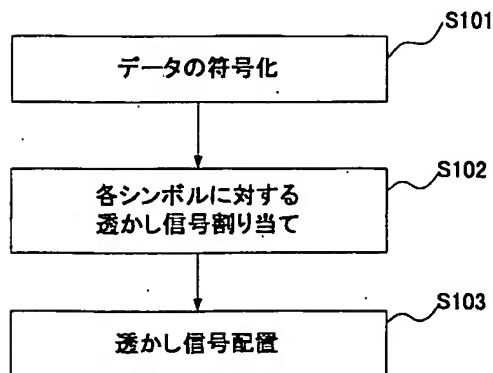 S101
データの符号化
S102
各シンボルに対する
透かし信号割り当て
S103
透かし信号配置